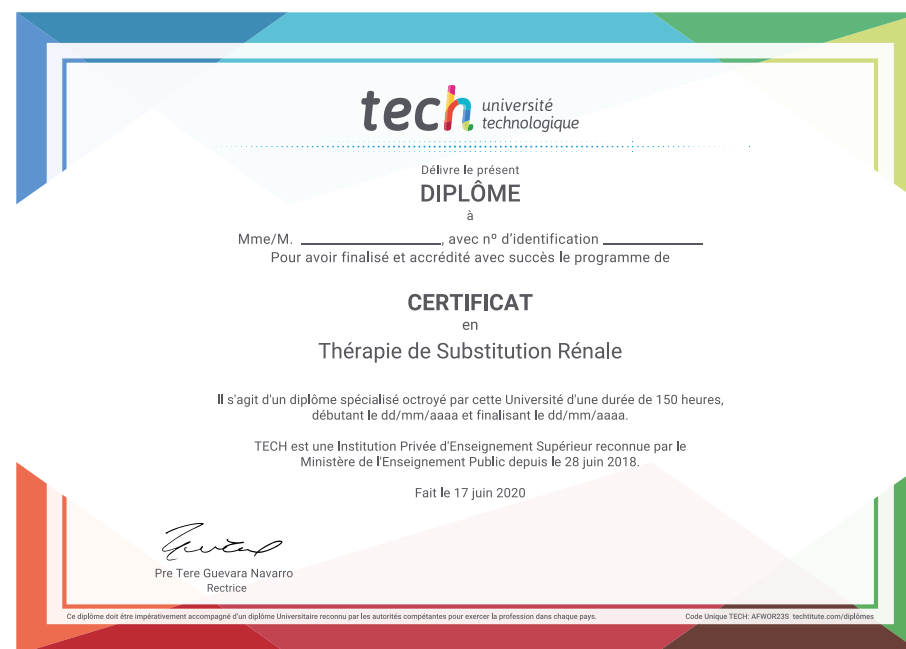 tech université
technologique
Délivre le présent
DIPLÔME
à
Mme/M. ____________________, avec nº d'identification ______________
Pour avoir finalisé et accrédité avec succès le programme de
CERTIFICAT
en
Thérapie de Substitution Rénale
Il s'agit d'un diplôme spécialisé octroyé par cette Université d'une durée de 150 heures,
débutant le dd/mm/aaaa et finalisant le dd/mm/aaaa.
TECH est une Institution Privée d'Enseignement Supérieur reconnue par le
Ministère de l'Enseignement Public depuis le 28 juin 2018.
Fait le 17 juin 2020
Pre Tere Guevara Navarro
Rectrice
Ce diplôme doit être impérativement accompagné d'un diplôme Universitaire reconnu par les autorités compétantes pour exercer la profession dans chaque pays.
Code Unique TECH: AFWOR23S techtitute.com/diplômes